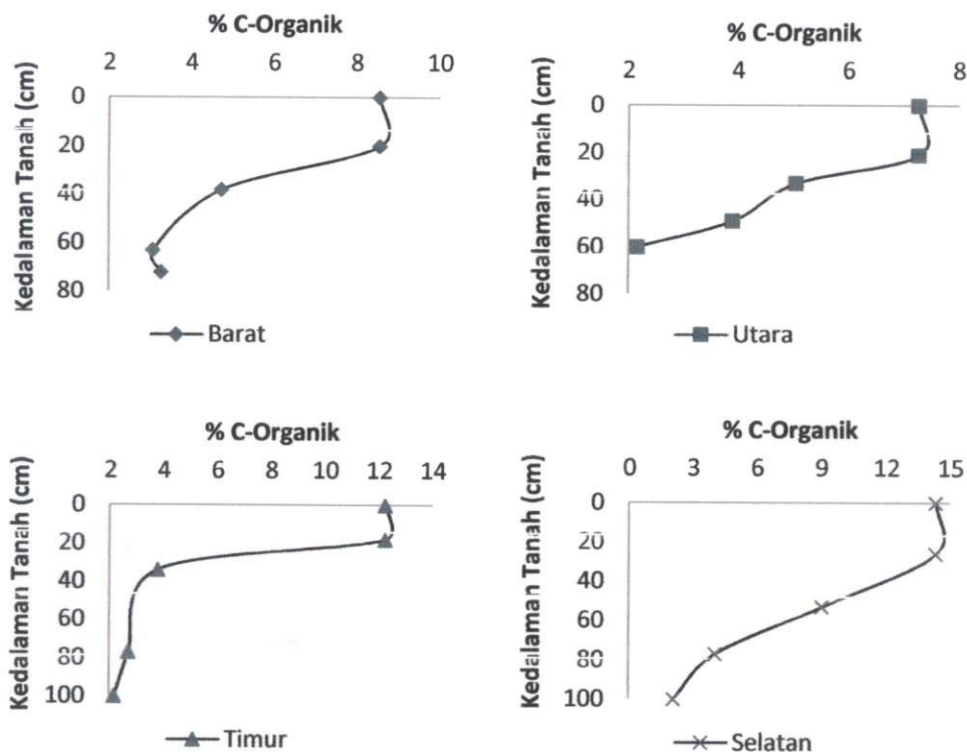 % C-Organik
2 4 6 8 10
Kedalaman Tanah (cm)
0
20
40
60
80
Barat
% C-Organik
2 4 6 8
Kedalaman Tanah (cm)
0
20
40
60
80
Utara
% C-Organik
2 4 6 8 10 12 14
Kedalaman Tanah (cm)
0
20
40
60
80
100
Timur
% C-Organik
0 3 6 9 12 15
Kedalaman Tanah (cm)
0
20
40
60
80
100
Selatan